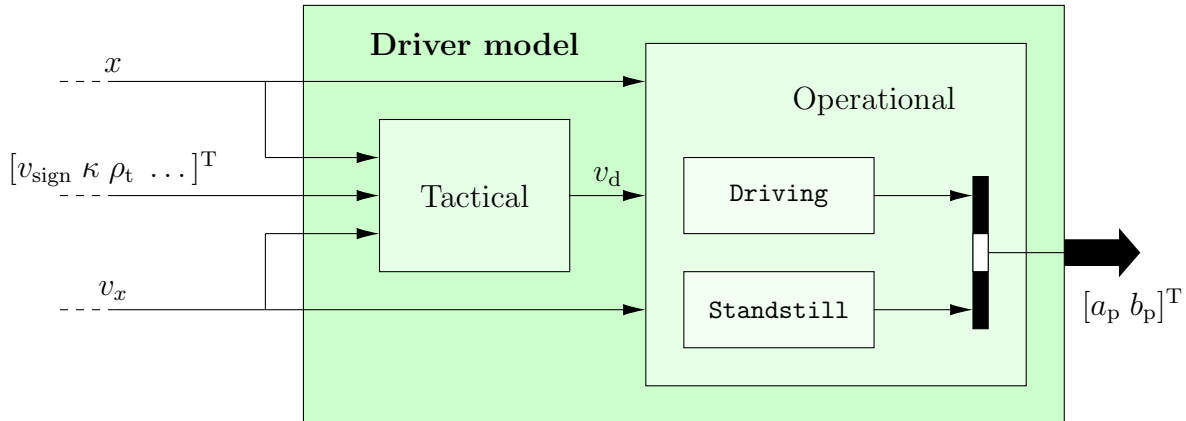 Driver model
x
Operational
[v_sign κ ρ_t …]^T
Tactical
v_d
Driving
v_x
Standstill
[a_p b_p]^T